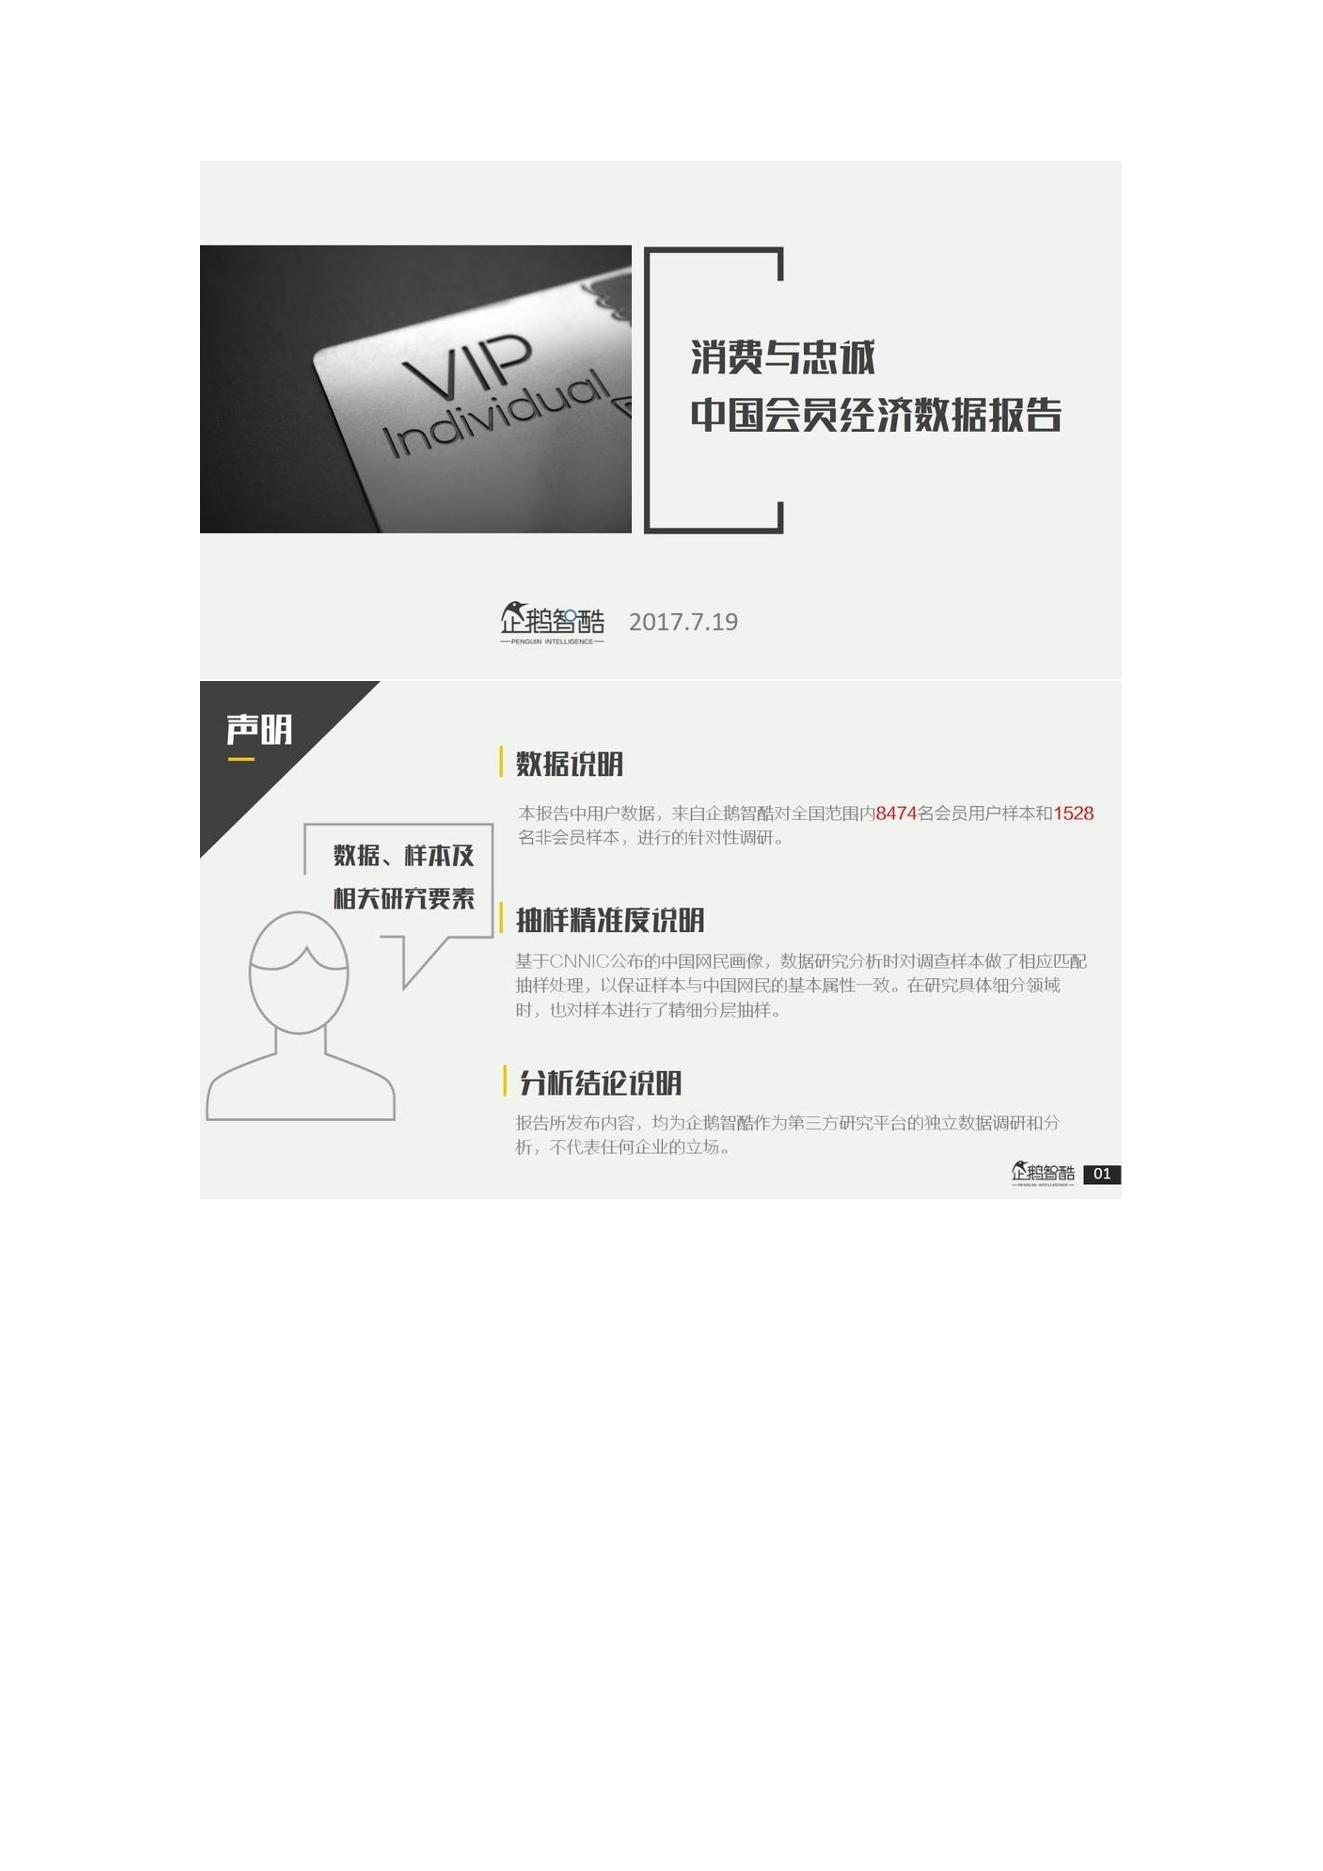 VIP
Individual
消费与忠诚
中国会员经济数据报告
企鹅智酷
PENGUIN INTELLIGENCE
2017.7.19
声明
数据、样本及
相关研究要素
数据说明
本报告中用户数据，来自企鹅智酷对全国范围内8474名会员用户样本和1528
名非会员样本，进行的针对性调研。
抽样精准度说明
基于CNNIC公布的中国网民画像，数据研究分析时对调查样本做了相应匹配
抽样处理，以保证样本与中国网民的基本属性一致。在研究具体细分领域
时，也对样本进行了精细分层抽样。
分析结论说明
报告所发布内容，均为企鹅智酷作为第三方研究平台的独立数据调研和分
析，不代表任何企业的立场。
企鹅智酷
PENGUIN INTELLIGENCE
01